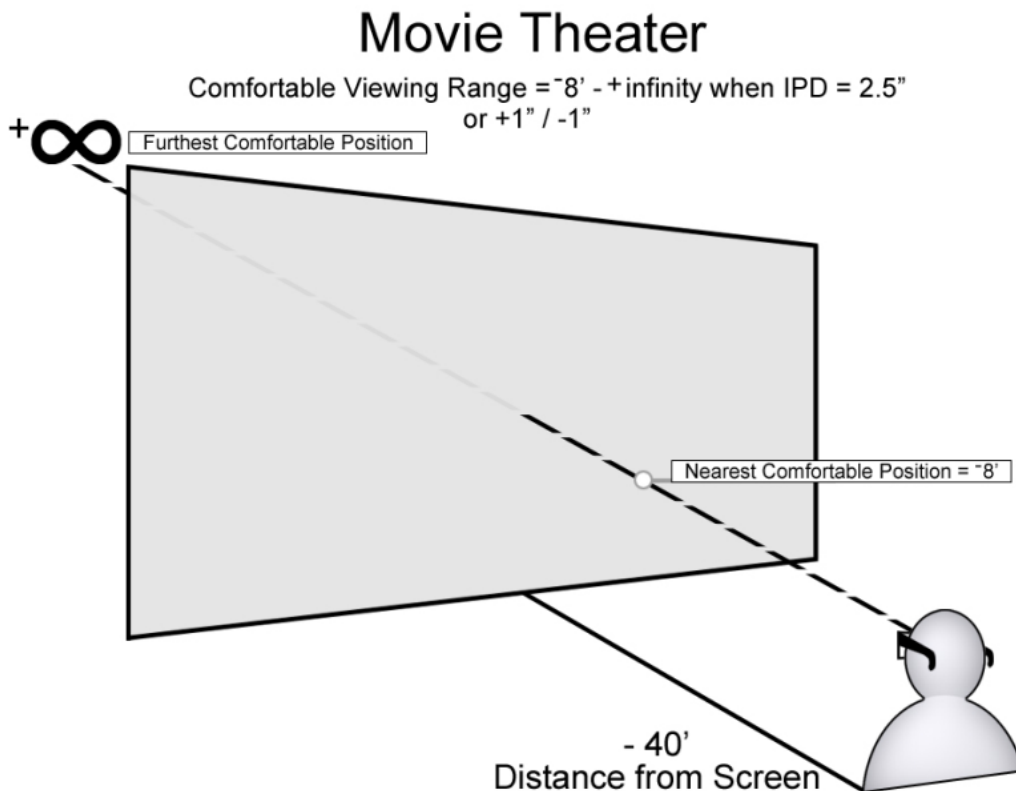 Movie Theater
Comfortable Viewing Range = ⁻8’ - ⁺infinity when IPD = 2.5”
or +1” / -1”
+∞ Furthest Comfortable Position
Nearest Comfortable Position = ⁻8’
- 40’
Distance from Screen